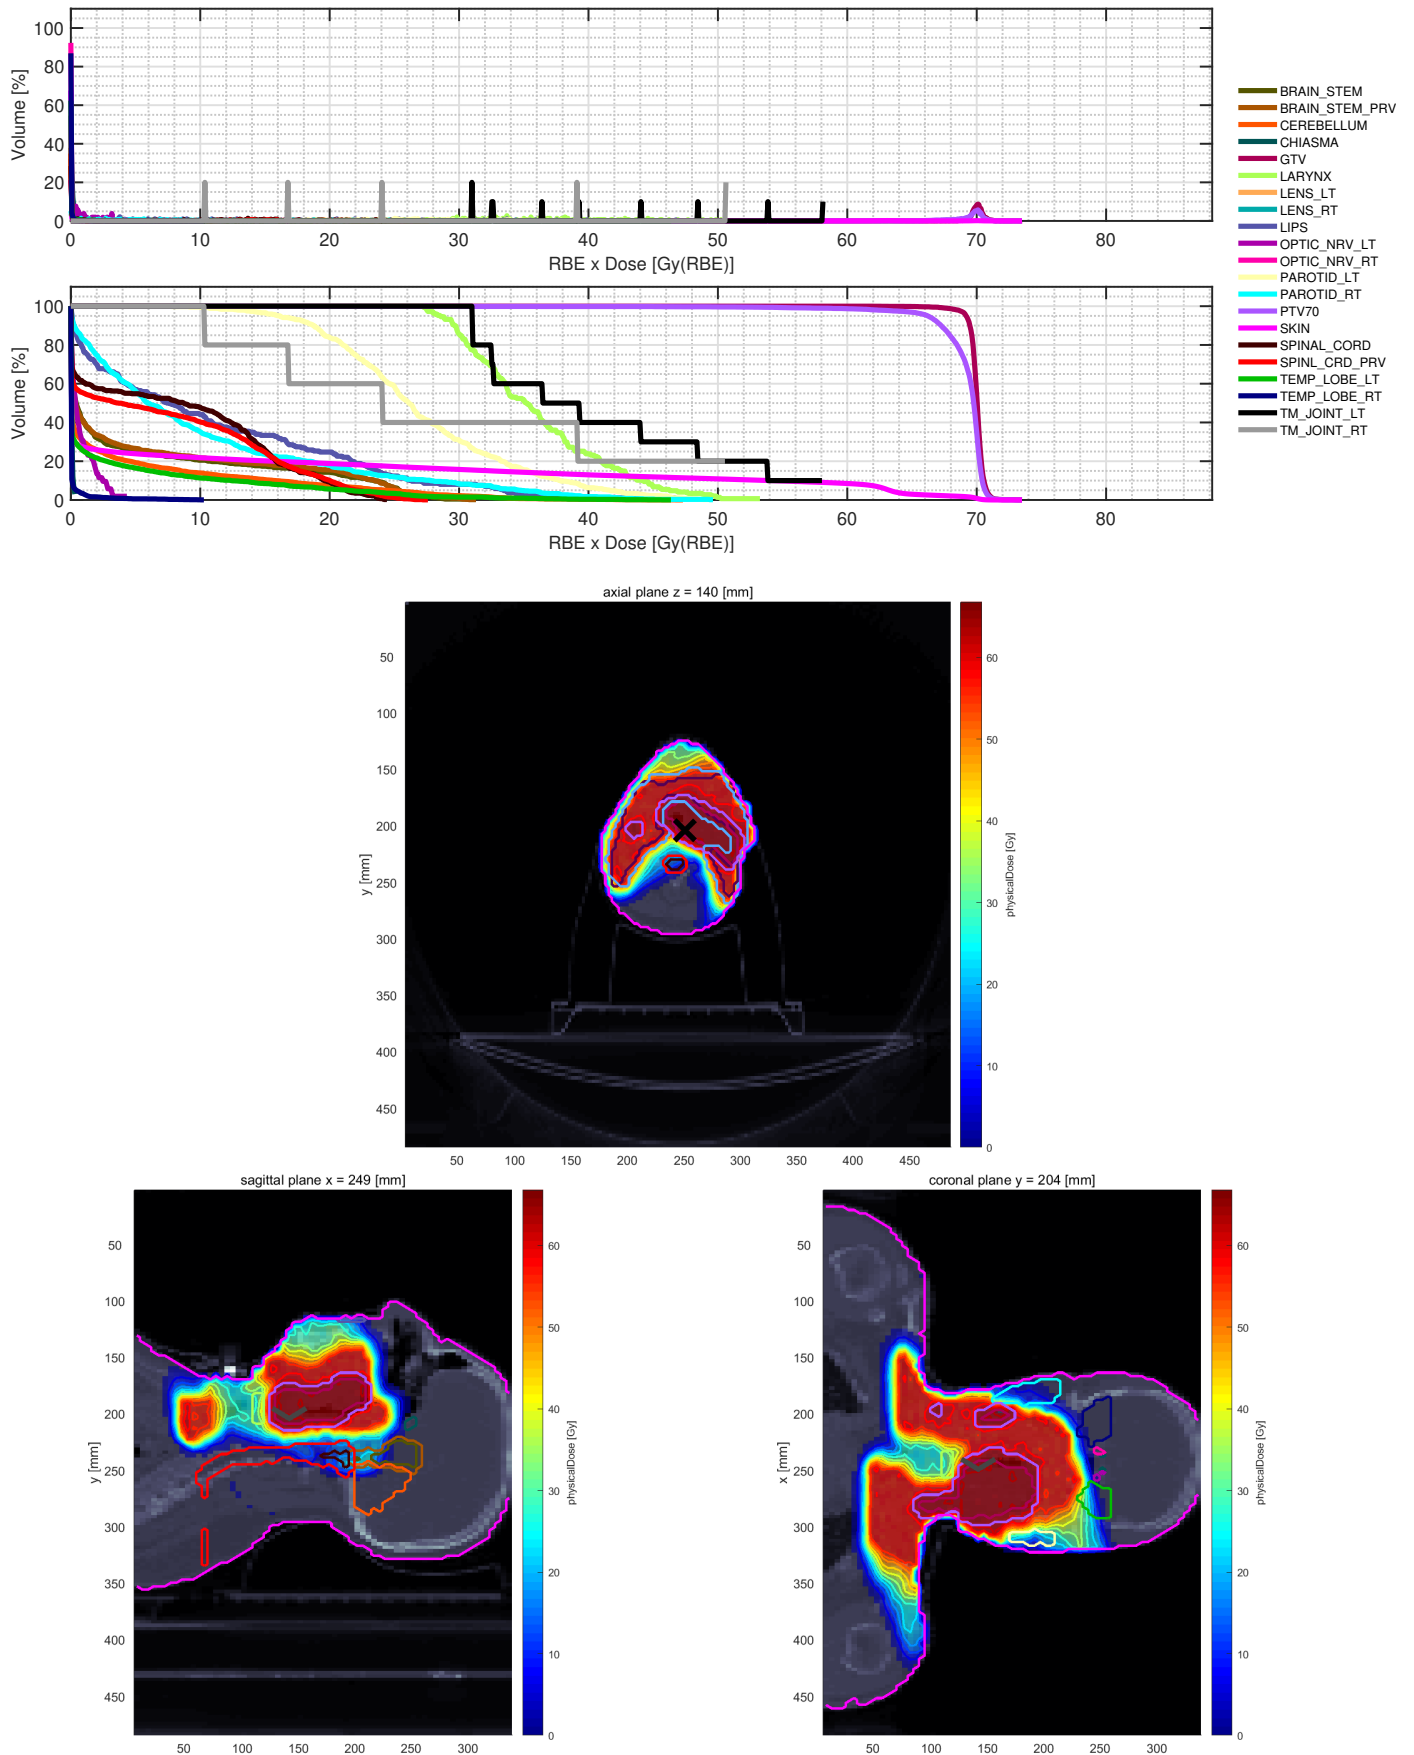 100
80
60
40
20
0
Volume [%]
0 10 20 30 40 50 60 70 80
RBE x Dose [Gy(RBE)]
100
80
60
40
20
0
Volume [%]
0 10 20 30 40 50 60 70 80
RBE x Dose [Gy(RBE)]
BRAIN_STEM
BRAIN_STEM_PRV
CEREBELLUM
CHIASMA
GTV
LARYNX
LENS_LT
LENS_RT
LIPS
OPTIC_NRV_LT
OPTIC_NRV_RT
PAROTID_LT
PAROTID_RT
PTV70
SKIN
SPINAL_CORD
SPINL_CRD_PRV
TEMP_LOBE_LT
TEMP_LOBE_RT
TM_JOINT_LT
TM_JOINT_RT
axial plane z = 140 [mm]
50
100
150
200
250
300
350
400
450
y [mm]
50 100 150 200 250 300 350 400 450
60
50
40
30
20
10
0
physicalDose [Gy]
sagittal plane x = 249 [mm]
50
100
150
200
250
300
350
400
450
y [mm]
50 100 150 200 250 300
60
50
40
30
20
10
0
physicalDose [Gy]
coronal plane y = 204 [mm]
50
100
150
200
250
300
350
400
450
x [mm]
50 100 150 200 250 300
60
50
40
30
20
10
0
physicalDose [Gy]